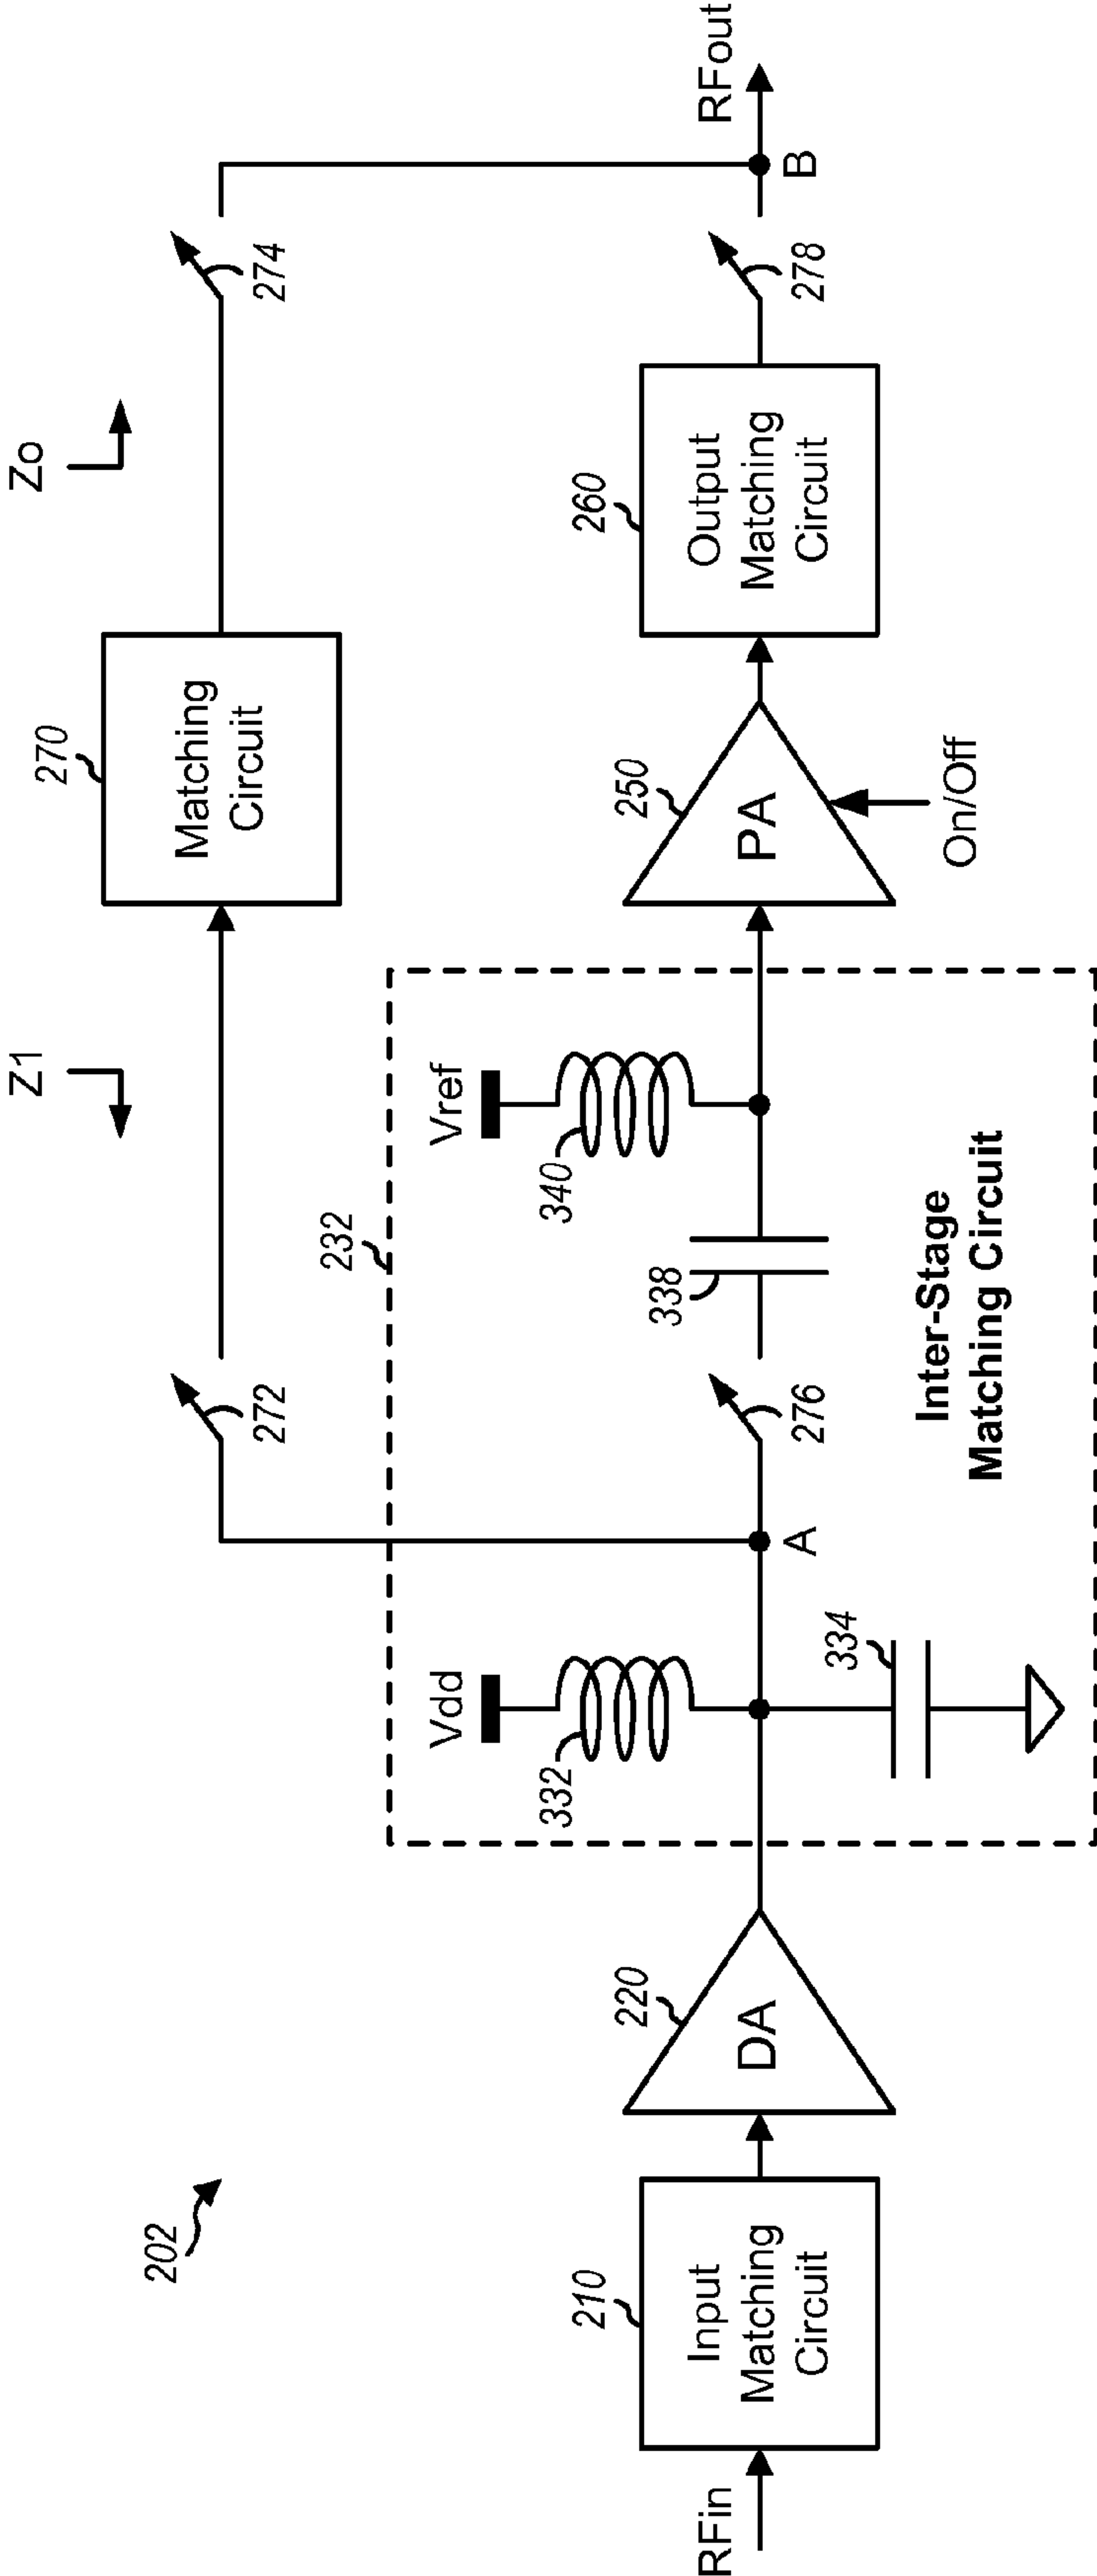 202
Z1
Zo
270
Matching
Circuit
272
274
232
Vdd
Vref
332
340
RFin
210
Input
Matching
Circuit
220
DA
A
276
338
250
PA
260
Output
Matching
Circuit
278
B
RFout
334
On/Off
Inter-Stage
Matching Circuit